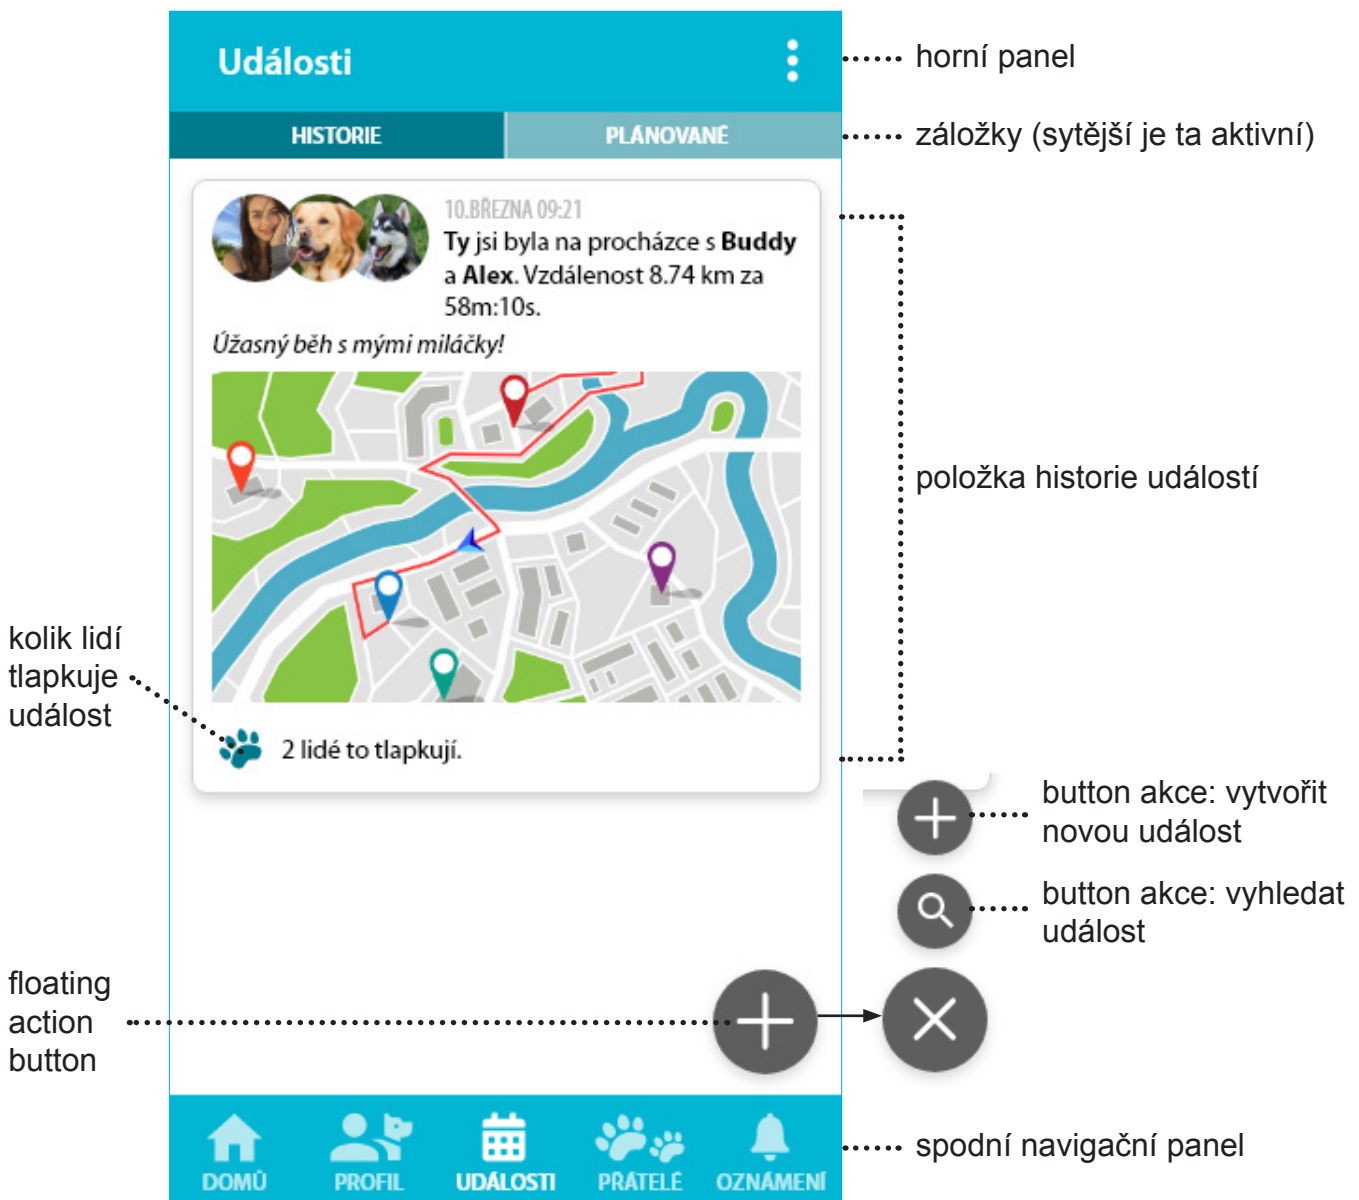 Události
horní panel
HISTORIE
PLÁNOVANÉ
záložky (sytější je ta aktivní)
10.BŘEZNA 09:21
Ty jsi byla na procházce s Buddy
a Alex. Vzdálenost 8.74 km za
58m:10s.
Úžasný běh s mými miláčky!
položka historie událostí
kolik lidí
tlapkuje
událost
2 lidé to tlapkují.
button akce: vytvořit
novou událost
button akce: vyhledat
událost
floating
action
button
DOMŮ
PROFIL
UDÁLOSTI
PŘÁTELÉ
OZNÁMENÍ
spodní navigační panel